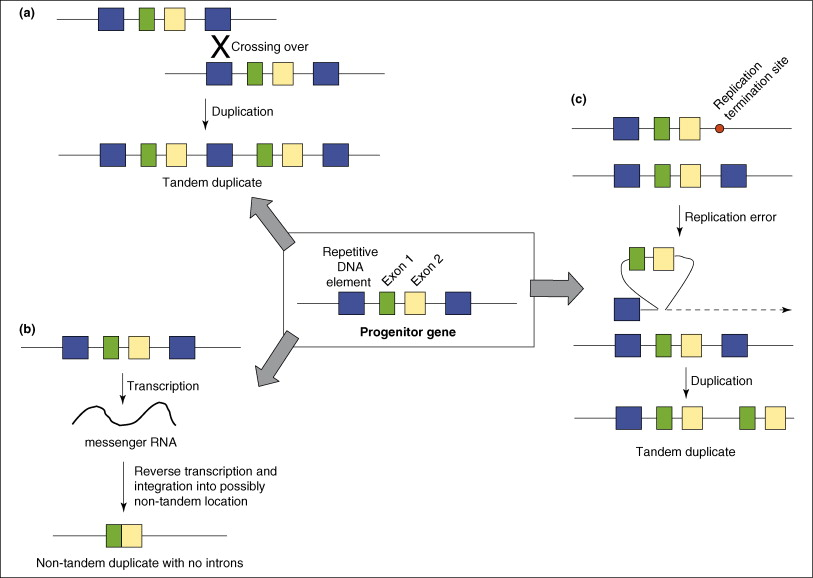 (a)
Crossing over
Duplication
Tandem duplicate
(c)
Replication
termination site
Replication error
Duplication
Tandem duplicate
Repetitive
DNA
element
Exon 1
Exon 2
Progenitor gene
(b)
Transcription
messenger RNA
Reverse transcription and
integration into possibly
non-tandem location
Non-tandem duplicate with no introns